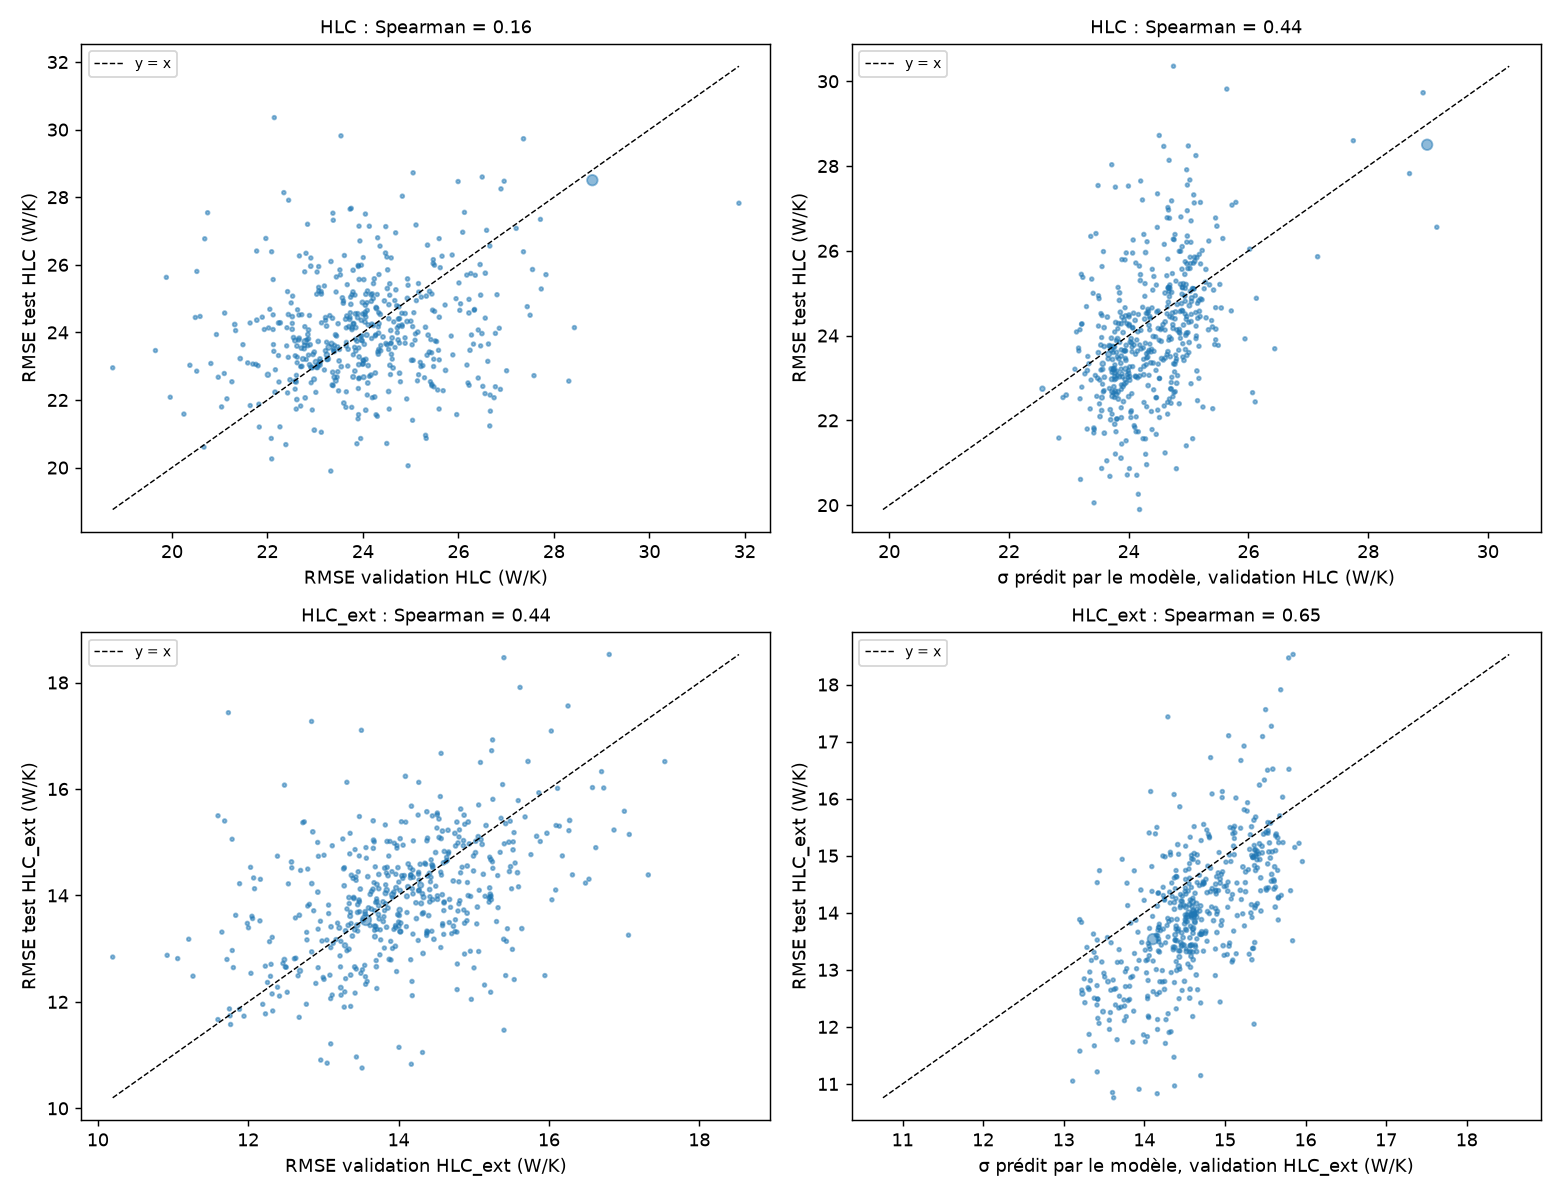 HLC : Spearman = 0.16
y = x
32
30
28
26
24
22
20
RMSE test HLC (W/K)
20 22 24 26 28 30 32
RMSE validation HLC (W/K)
HLC : Spearman = 0.44
y = x
30
28
26
24
22
20
RMSE test HLC (W/K)
20 22 24 26 28 30
σ prédit par le modèle, validation HLC (W/K)
HLC_ext : Spearman = 0.44
y = x
18
16
14
12
10
RMSE test HLC_ext (W/K)
10 12 14 16 18
RMSE validation HLC_ext (W/K)
HLC_ext : Spearman = 0.65
y = x
18
17
16
15
14
13
12
11
RMSE test HLC_ext (W/K)
11 12 13 14 15 16 17 18
σ prédit par le modèle, validation HLC_ext (W/K)